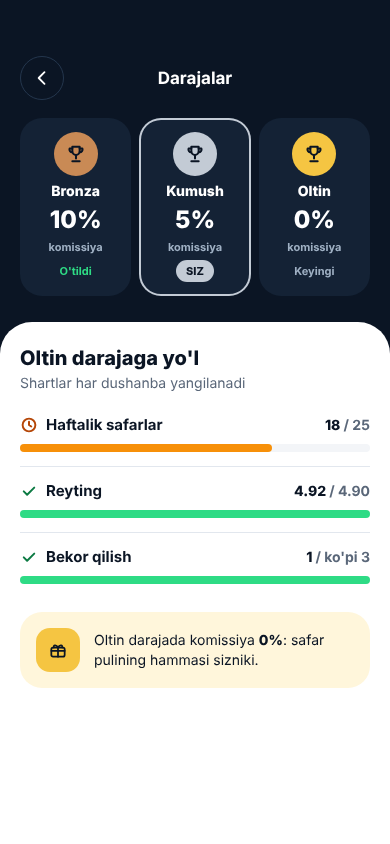 Darajalar
Bronza
10%
komissiya
O'tildi
Kumush
5%
komissiya
SIZ
Oltin
0%
komissiya
Keyingi
Oltin darajaga yo'l
Shartlar har dushanba yangilanadi
Haftalik safarlar 18 / 25
Reyting 4.92 / 4.90
Bekor qilish 1 / ko'pi 3
Oltin darajada komissiya 0%: safar
pulining hammasi sizniki.